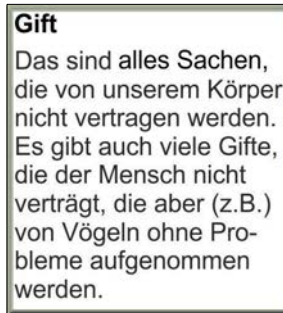 Gift
Das sind alles Sachen,
die von unserem Körper
nicht vertragen werden.
Es gibt auch viele Gifte,
die der Mensch nicht
verträgt, die aber (z.B.)
von Vögeln ohne Pro-
bleme aufgenommen
werden.